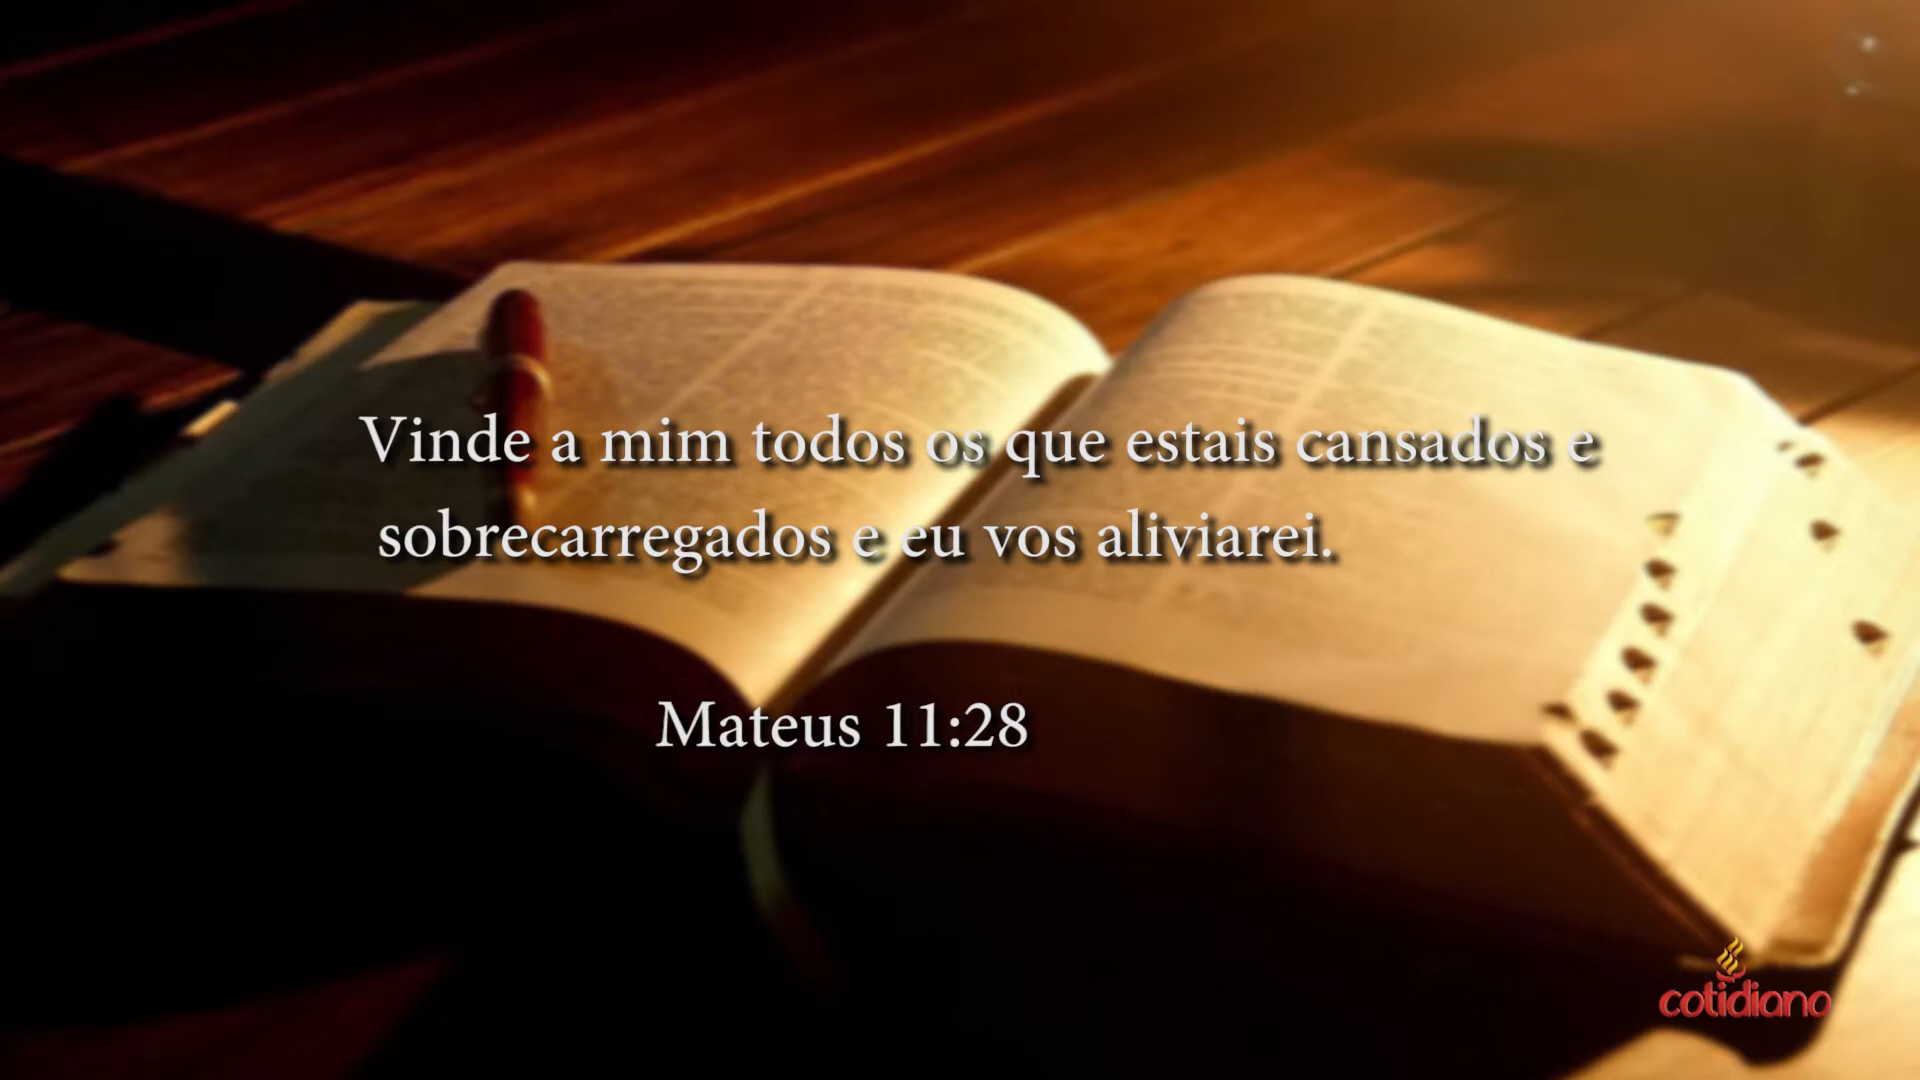 Vinde a mim todos os que estais cansados e
sobrecarregados e eu vos aliviarei.
Mateus 11:28
cotidiano